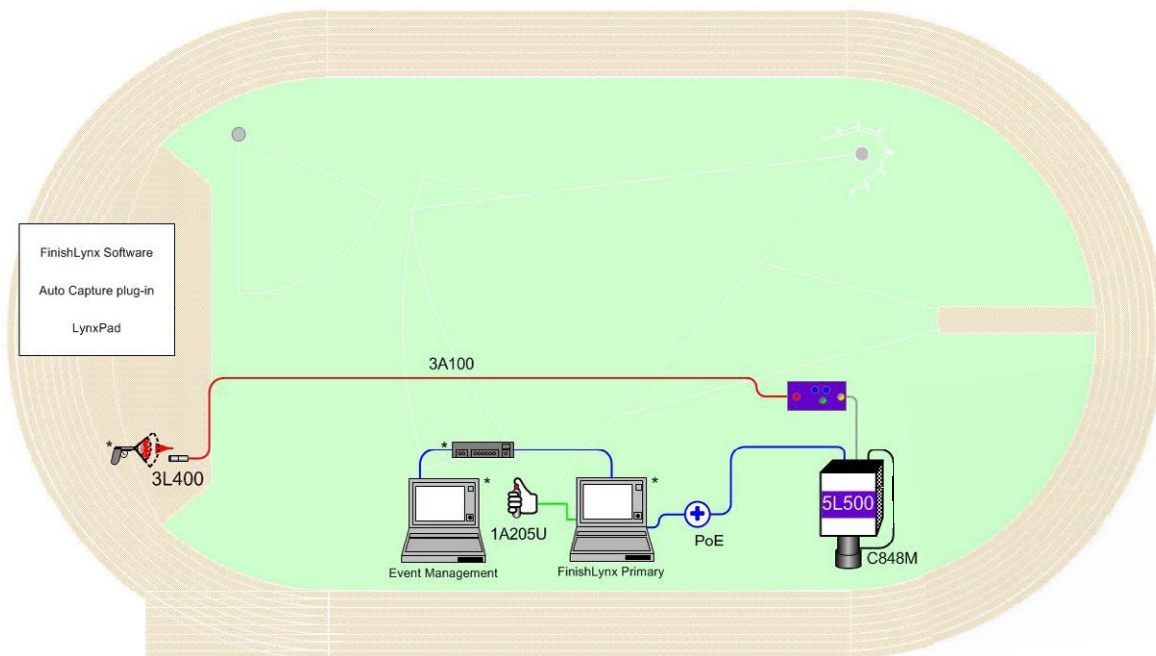 FinishLynx Software
Auto Capture plug-in
LynxPad
3A100
*
3L400
*
*
*
5L500
1A205U
PoE
C848M
Event Management
FinishLynx Primary